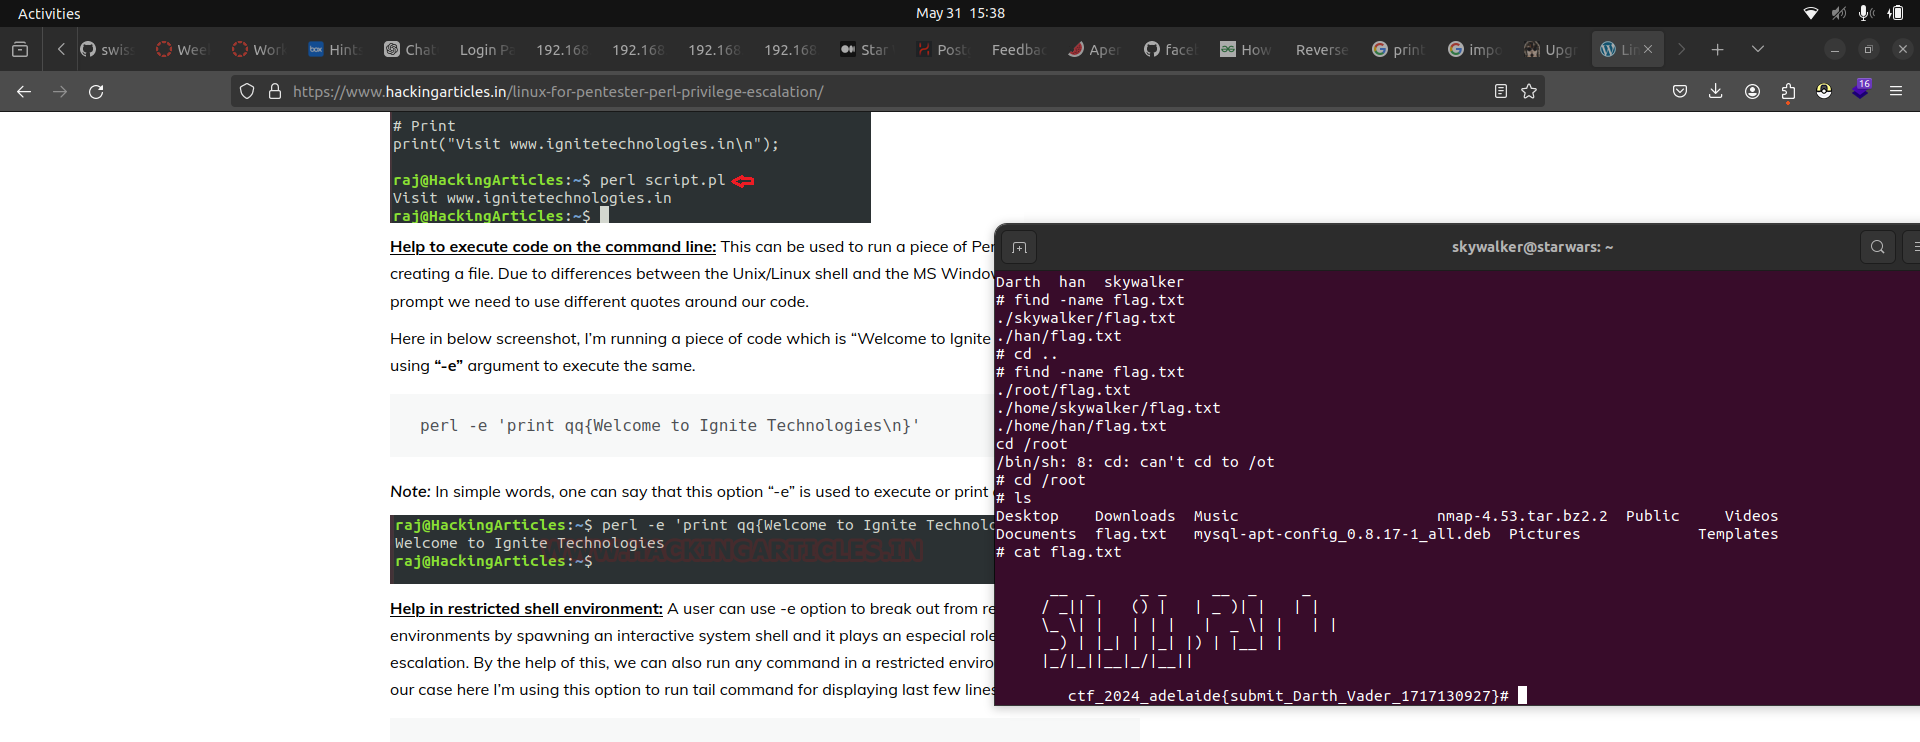 Activities
May 31 15:38
swis
Wee
Wor
Hint
Chat
Login Pa
192.168
192.168
192.168
192.168
Star
Post
Feedba
Aper
facel
How
Reverse
print
impo
Upgr
Lin
https://www.hackingarticles.in/linux-for-pentester-perl-privilege-escalation/
16
# Print
print("Visit www.ignitetechnologies.in\n");
raj@HackingArticles:~$ perl script.pl
Visit www.ignitetechnologies.in
raj@HackingArticles:~$
Help to execute code on the command line: This can be used to run a piece of Per
creating a file. Due to differences between the Unix/Linux shell and the MS Window
prompt we need to use different quotes around our code.
Here in below screenshot, I’m running a piece of code which is “Welcome to Ignite
using “-e” argument to execute the same.
perl -e 'print qq{Welcome to Ignite Technologies\n}'
Note: In simple words, one can say that this option “-e” is used to execute or print
raj@HackingArticles:~$ perl -e 'print qq{Welcome to Ignite Technolo
Welcome to Ignite Technologies
WWW.HACKINGARTICLES.IN
raj@HackingArticles:~$
Help in restricted shell environment: A user can use -e option to break out from re
environments by spawning an interactive system shell and it plays an especial role
escalation. By the help of this, we can also run any command in a restricted enviro
our case here I’m using this option to run tail command for displaying last few lines
skywalker@starwars: ~
Darth han skywalker
# find -name flag.txt
./skywalker/flag.txt
./han/flag.txt
# cd ..
# find -name flag.txt
./root/flag.txt
./home/skywalker/flag.txt
./home/han/flag.txt
cd /root
/bin/sh: 8: cd: can't cd to /ot
# cd /root
# ls
Desktop Downloads Music nmap-4.53.tar.bz2.2 Public Videos
Documents flag.txt mysql-apt-config_0.8.17-1_all.deb Pictures Templates
# cat flag.txt
ctf_2024_adelaide{submit_Darth_Vader_1717130927}#